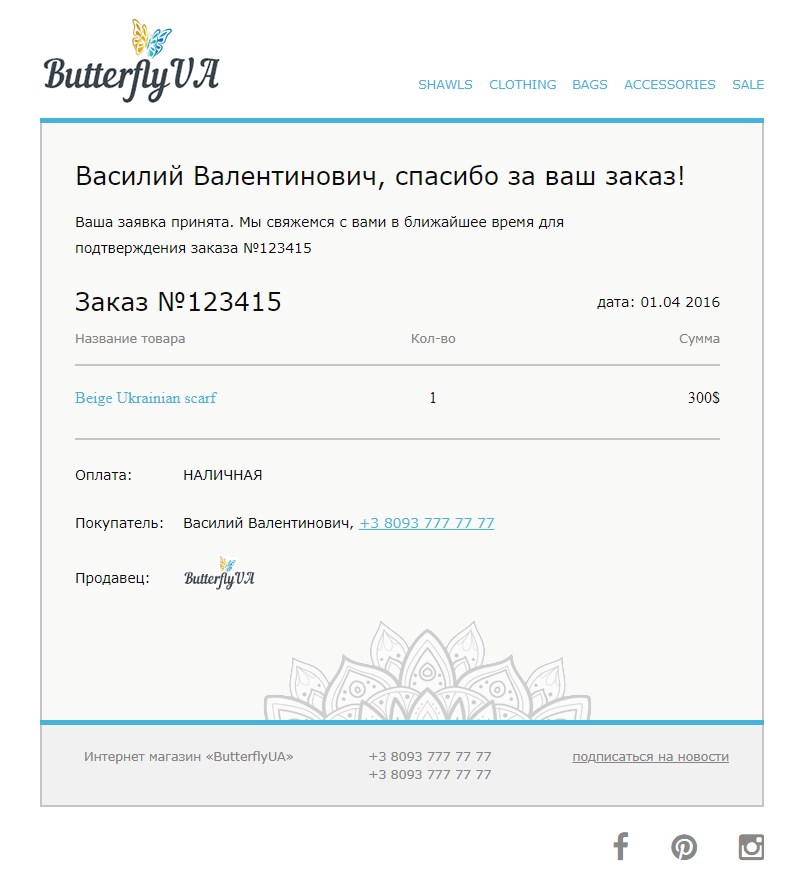 ButterflyUA
SHAWLS CLOTHING BAGS ACCESSORIES SALE
Василий Валентинович, спасибо за ваш заказ!
Ваша заявка принята. Мы свяжемся с вами в ближайшее время для
подтверждения заказа №123415
Заказ №123415 дата: 01.04 2016
Название товара Кол-во Сумма
Beige Ukrainian scarf 1 300$
Оплата: НАЛИЧНАЯ
Покупатель: Василий Валентинович, +3 8093 777 77 77
Продавец: ButterflyUA
Интернет магазин «ButterflyUA» +3 8093 777 77 77 подписаться на новости
+3 8093 777 77 77